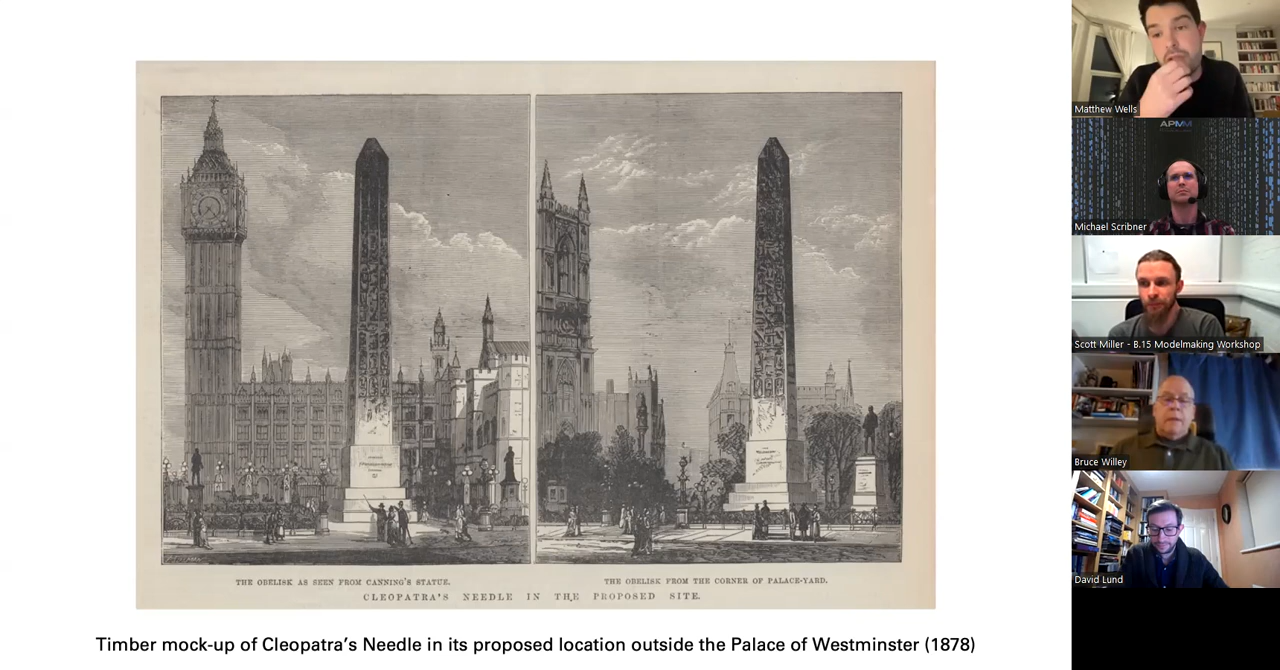 THE OBELISK AS SEEN FROM CANNING'S STATUE.
THE OBELISK FROM THE CORNER OF PALACE-YARD.
CLEOPATRA'S NEEDLE IN THE PROPOSED SITE.
Timber mock-up of Cleopatra's Needle in its proposed location outside the Palace of Westminster (1878)
Matthew Wells
APMM
Michael Scribner
Scott Miller - B.15 Modelmaking Workshop
Bruce Willey
David Lund